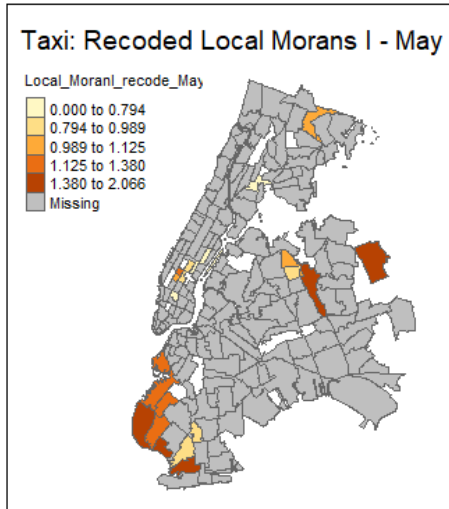 Taxi: Recoded Local Morans I - May
Local_MoranI_recode_May
0.000 to 0.794
0.794 to 0.989
0.989 to 1.125
1.125 to 1.380
1.380 to 2.066
Missing